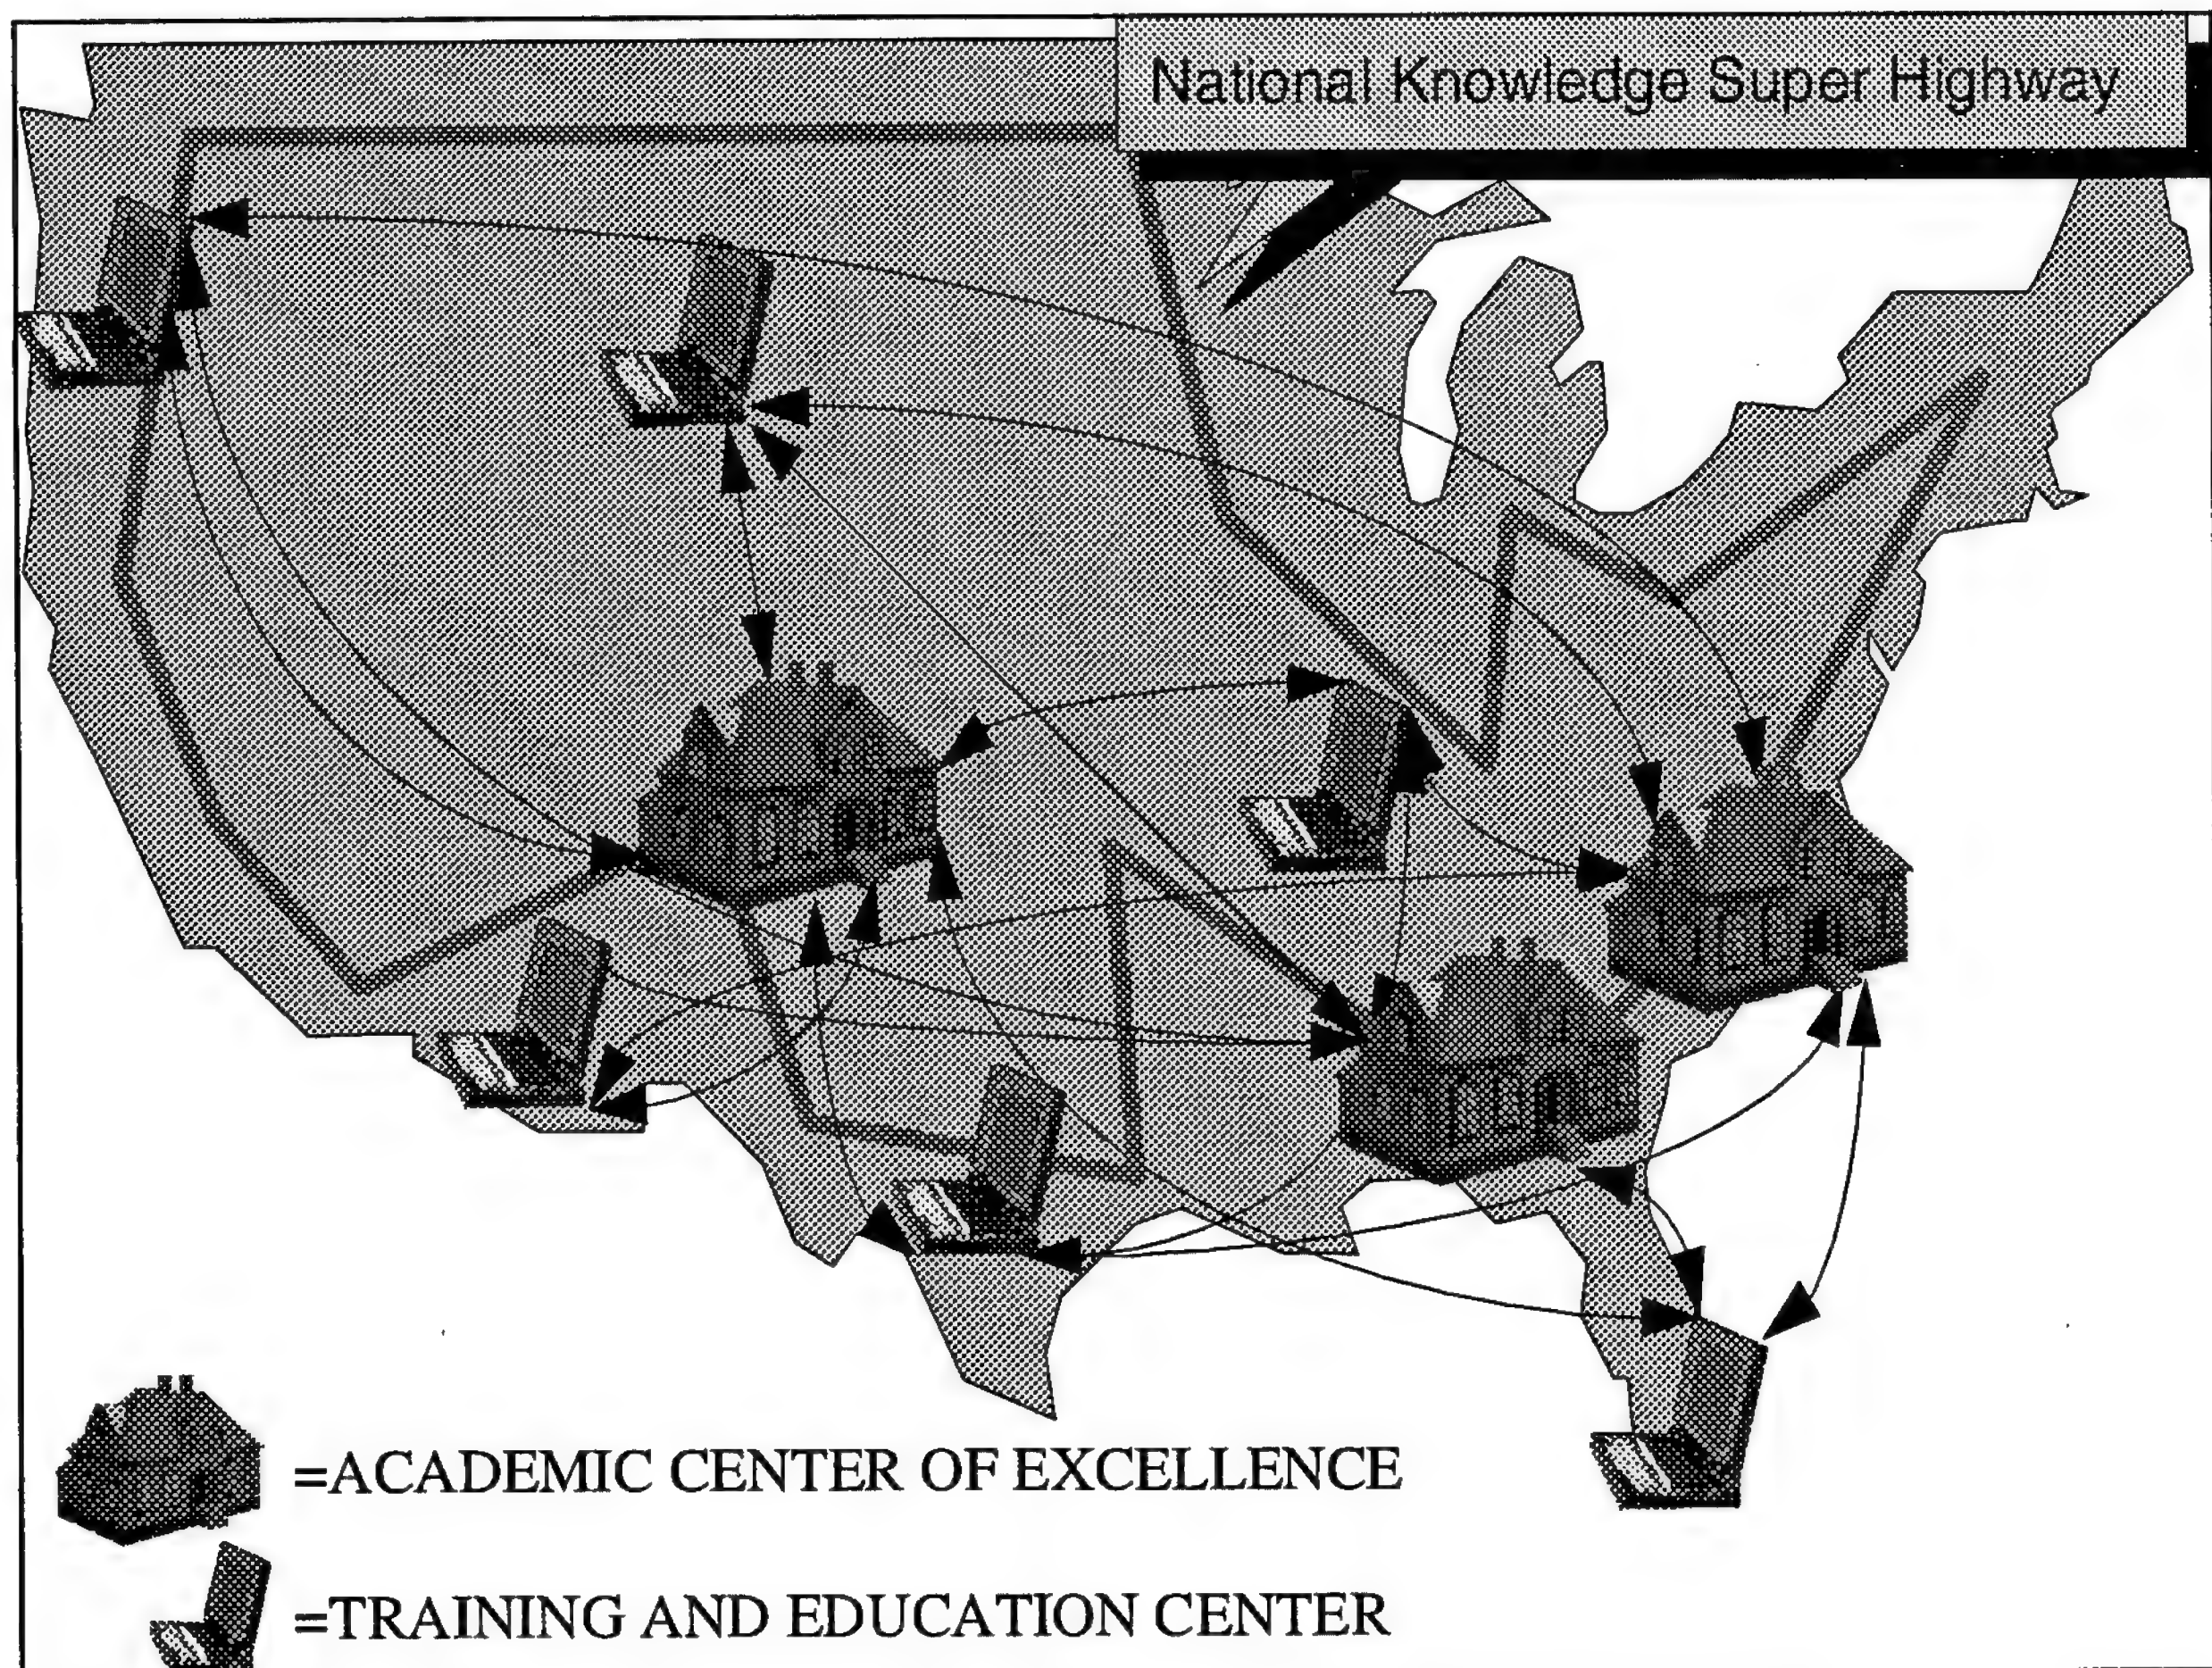 National Knowledge Super Highway
=ACADEMIC CENTER OF EXCELLENCE
=TRAINING AND EDUCATION CENTER